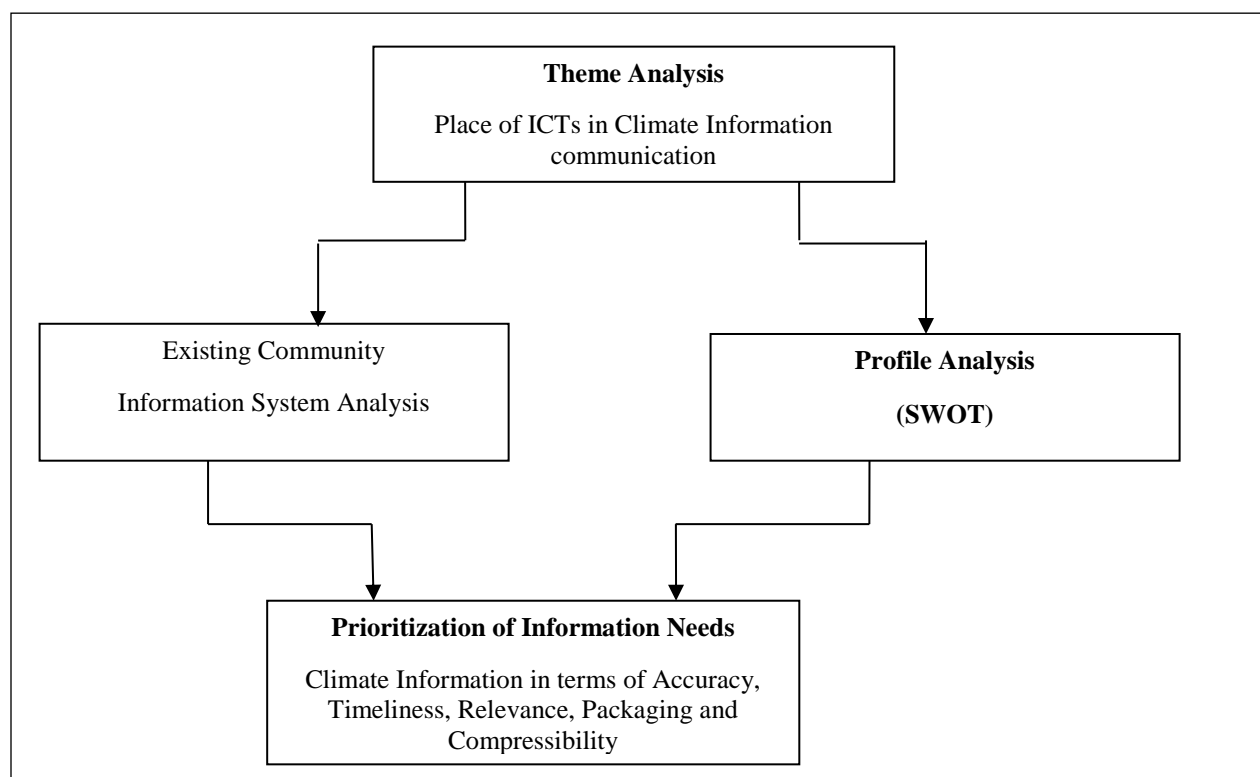 Theme Analysis
Place of ICTs in Climate Information
communication
Existing Community
Information System Analysis
Profile Analysis
(SWOT)
Prioritization of Information Needs
Climate Information in terms of Accuracy,
Timeliness, Relevance, Packaging and
Compressibility